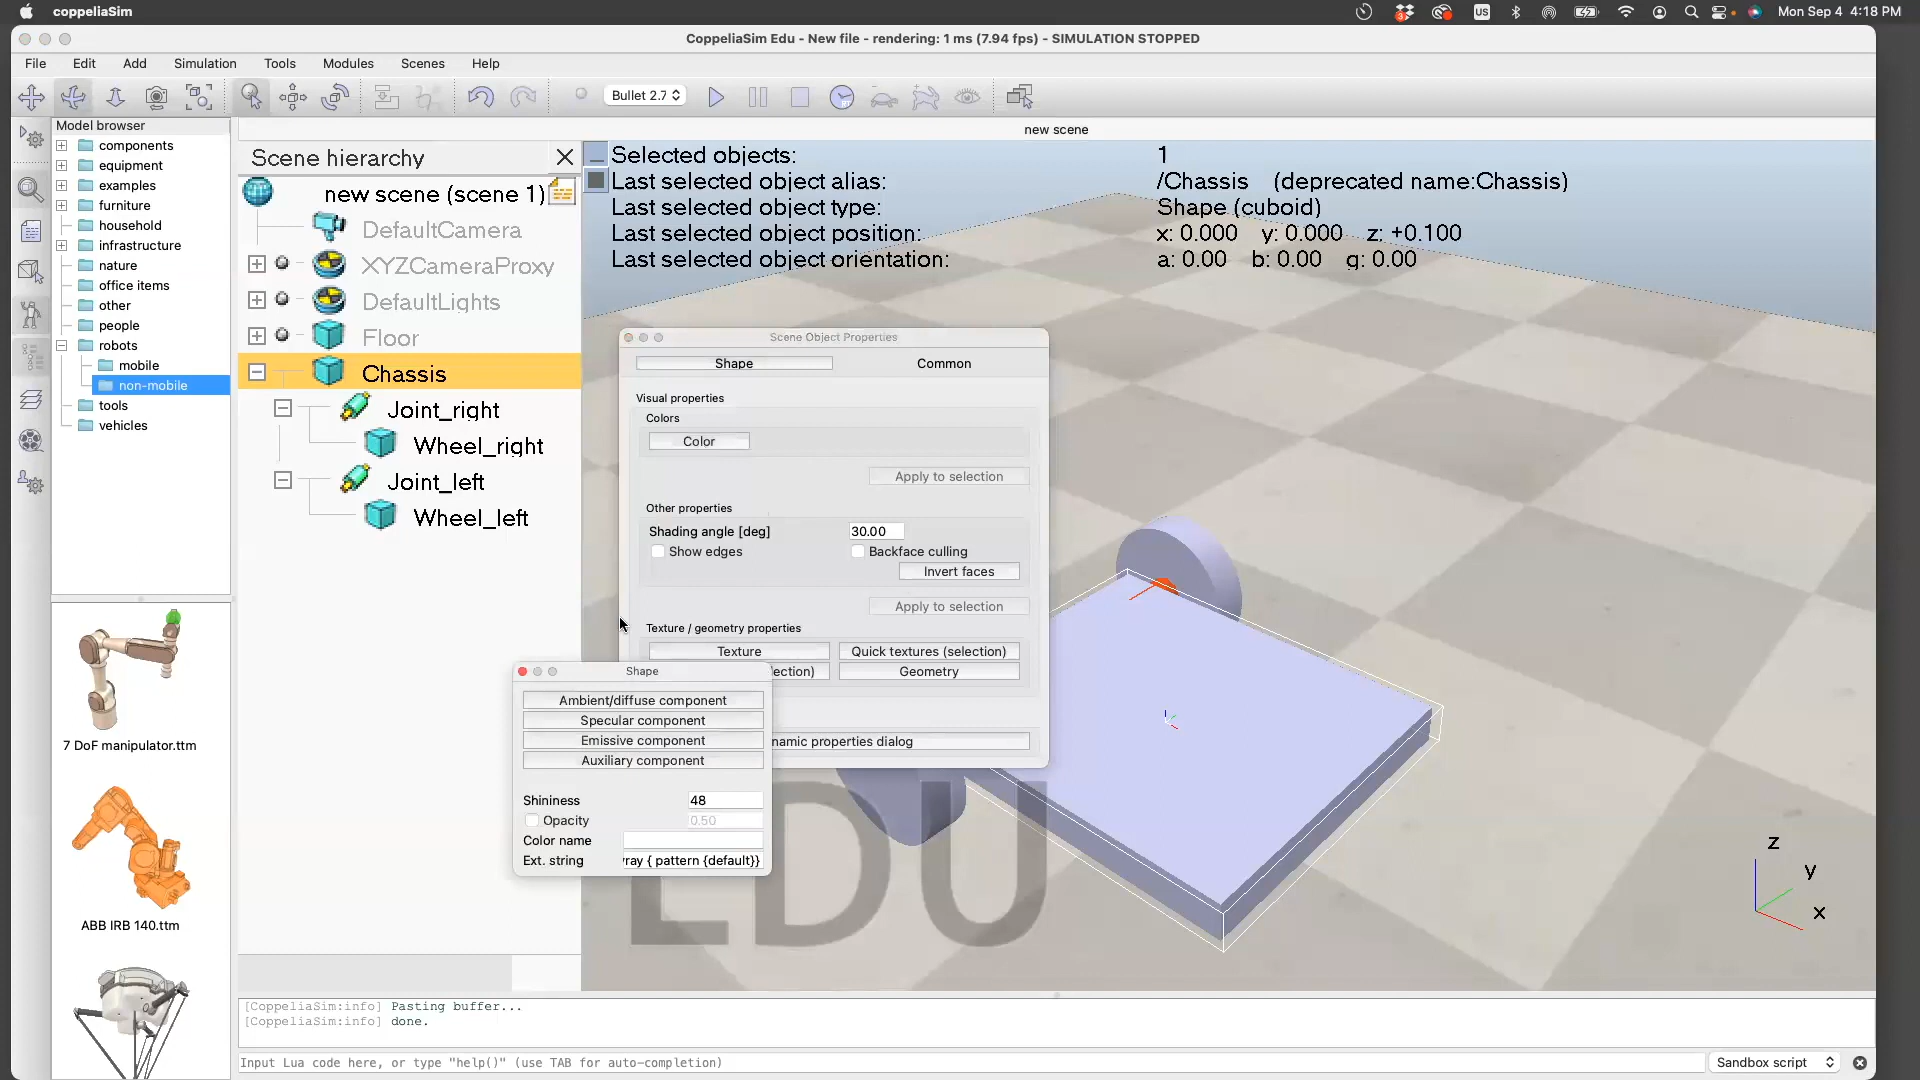 coppeliaSim
US
Mon Sep 4  4:18 PM
CoppeliaSim Edu - New file - rendering: 1 ms (7.94 fps) - SIMULATION STOPPED
File Edit Add Simulation Tools Modules Scenes Help
Bullet 2.7
Model browser
new scene
components
equipment
examples
furniture
household
infrastructure
nature
office items
other
people
robots
mobile
non-mobile
tools
vehicles
7 DoF manipulator.ttm
ABB IRB 140.ttm
Scene hierarchy
new scene (scene 1)
DefaultCamera
XYZCameraProxy
DefaultLights
Floor
Chassis
Joint_right
Wheel_right
Joint_left
Wheel_left
Selected objects: 1
Last selected object alias: /Chassis (deprecated name:Chassis)
Last selected object type: Shape (cuboid)
Last selected object position: x: 0.000 y: 0.000 z: +0.100
Last selected object orientation: a: 0.00 b: 0.00 g: 0.00
Scene Object Properties
Shape Common
Visual properties
Colors
Color
Apply to selection
Other properties
Shading angle [deg] 30.00
Show edges Backface culling
Invert faces
Apply to selection
Texture / geometry properties
Texture Quick textures (selection)
lection) Geometry
namic properties dialog
Shape
Ambient/diffuse component
Specular component
Emissive component
Auxiliary component
Shininess 48
Opacity 0.50
Color name
Ext. string ray { pattern {default}}
EDU
z
y
x
[CoppeliaSim:info] Pasting buffer...
[CoppeliaSim:info] done.
Input Lua code here, or type "help()" (use TAB for auto-completion)
Sandbox script